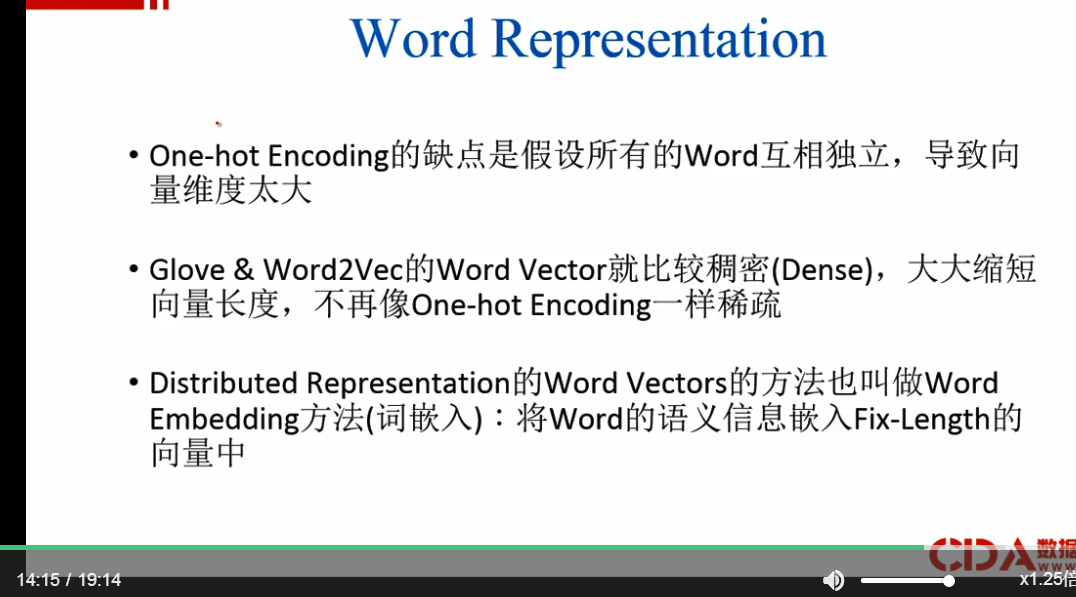 Word Representation
• One-hot Encoding的缺点是假设所有的Word互相独立，导致向
量维度太大
• Glove & Word2Vec的Word Vector就比较稠密(Dense)，大大缩短
向量长度，不再像One-hot Encoding一样稀疏
• Distributed Representation的Word Vectors的方法也叫做Word
Embedding方法(词嵌入)：将Word的语义信息嵌入Fix-Length的
向量中
CDA 数据
WWW
14:15 / 19:14
x1.25倍